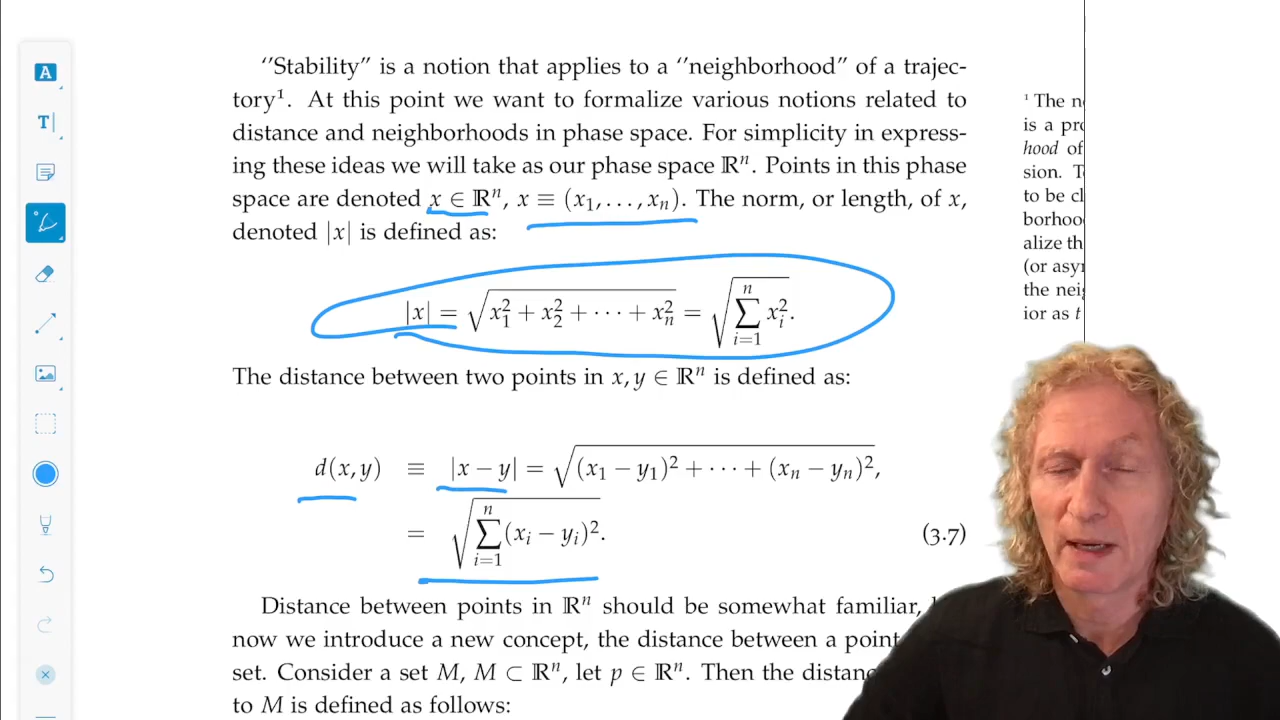 ‘‘Stability” is a notion that applies to a ‘‘neighborhood” of a trajec-
tory¹. At this point we want to formalize various notions related to
distance and neighborhoods in phase space. For simplicity in express-
ing these ideas we will take as our phase space ℝⁿ. Points in this phase
space are denoted x ∈ ℝⁿ, x ≡ (x₁, . . . , xₙ). The norm, or length, of x,
denoted |x| is defined as:
|x| = √(x₁² + x₂² + · · · + xₙ²) = √(∑ᵢ₌₁ⁿ xᵢ²).
The distance between two points in x, y ∈ ℝⁿ is defined as:
d(x, y) ≡ |x − y| = √((x₁ − y₁)² + · · · + (xₙ − yₙ)²),
= √(∑ᵢ₌₁ⁿ (xᵢ − yᵢ)²). (3.7)
Distance between points in ℝⁿ should be somewhat familiar,
now we introduce a new concept, the distance between a point
set. Consider a set M, M ⊂ ℝⁿ, let p ∈ ℝⁿ. Then the distanc
to M is defined as follows:
¹ The n
is a pro
hood of
sion. T
to be cl
borhoo
alize th
(or asy
the nei
ior as t
A
T